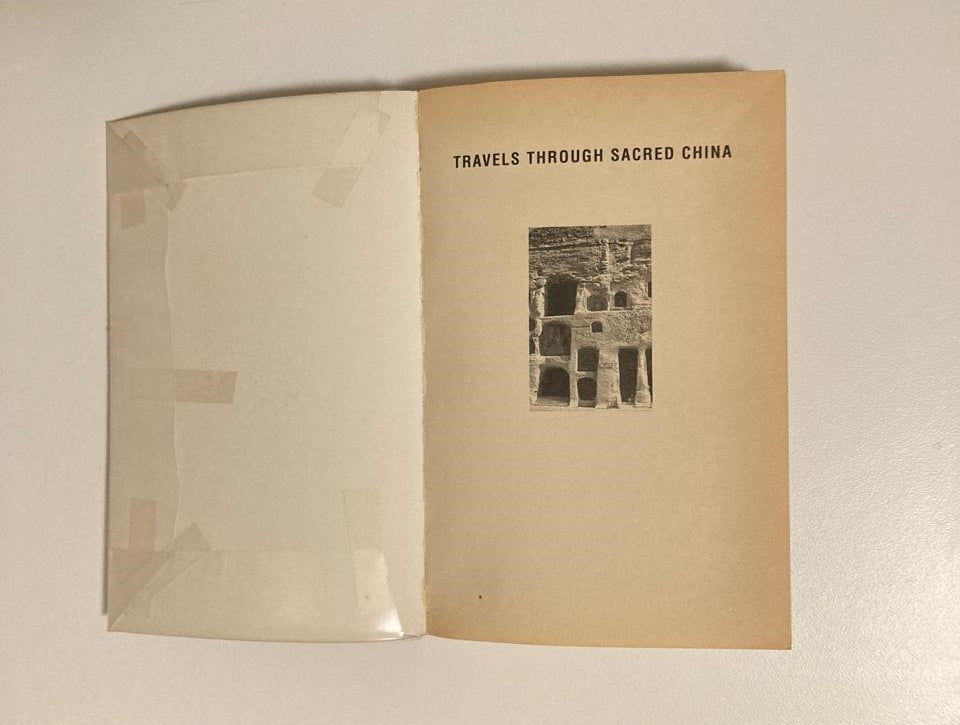 TRAVELS THROUGH SACRED CHINA